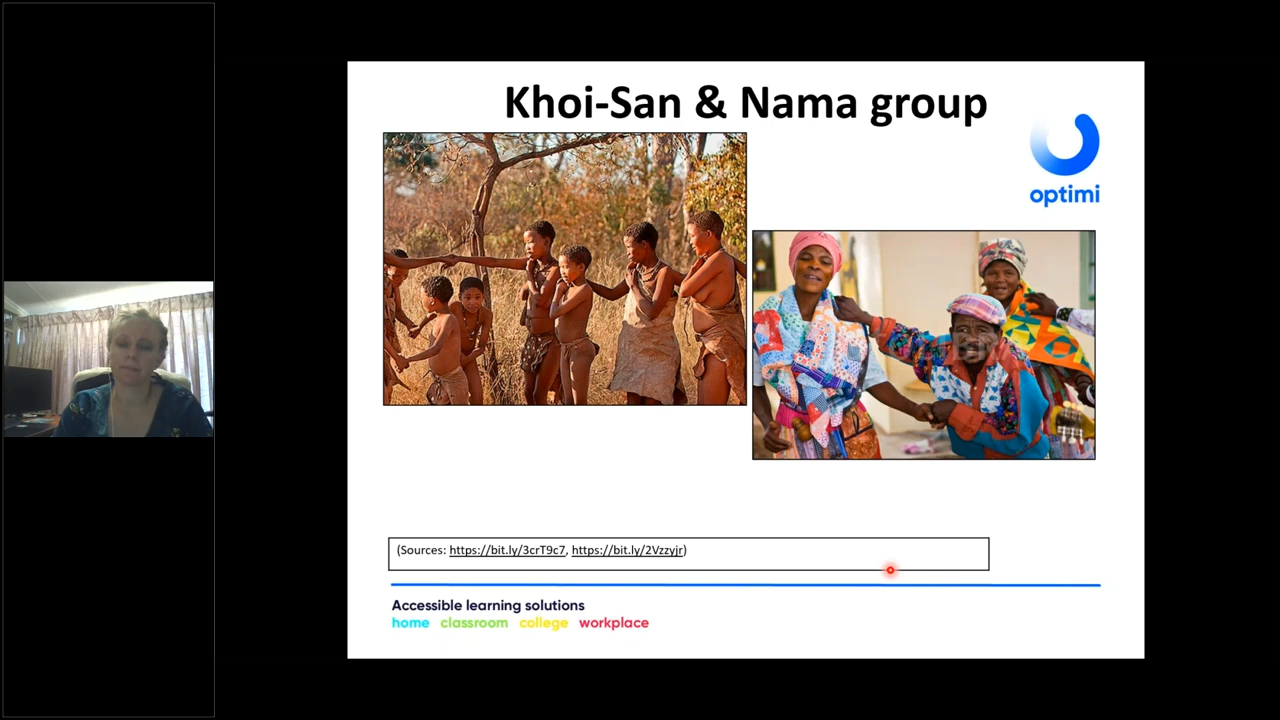 Khoi-San & Nama group
optimi
(Sources: https://bit.ly/3crT9c7, https://bit.ly/2Vzzyjr)
Accessible learning solutions
home classroom college workplace